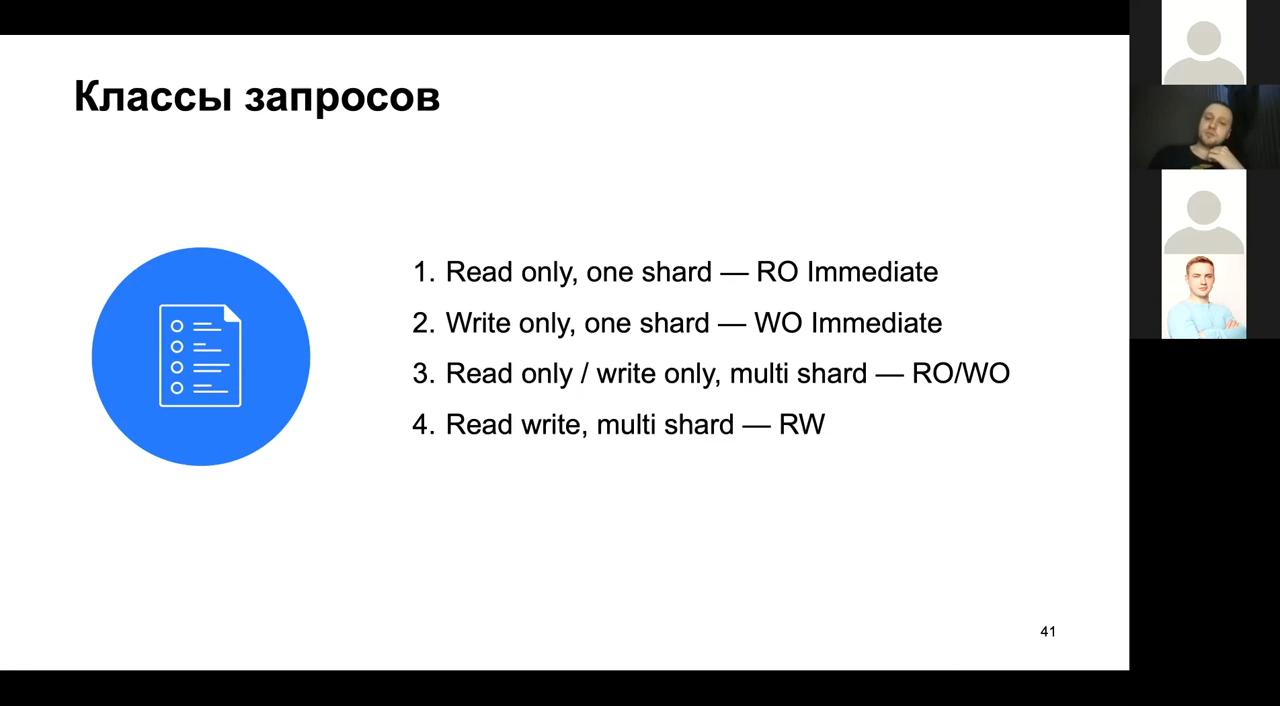 Классы запросов
1. Read only, one shard — RO Immediate
2. Write only, one shard — WO Immediate
3. Read only / write only, multi shard — RO/WO
4. Read write, multi shard — RW
41